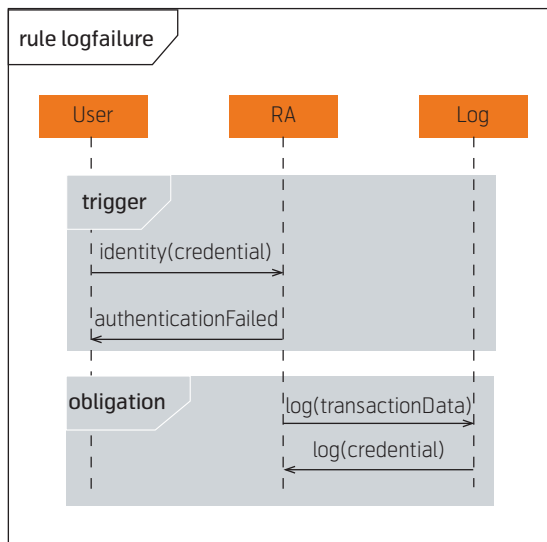 rule logfailure
User
RA
Log
trigger
identity(credential)
authenticationFailed
obligation
log(transactionData)
log(credential)